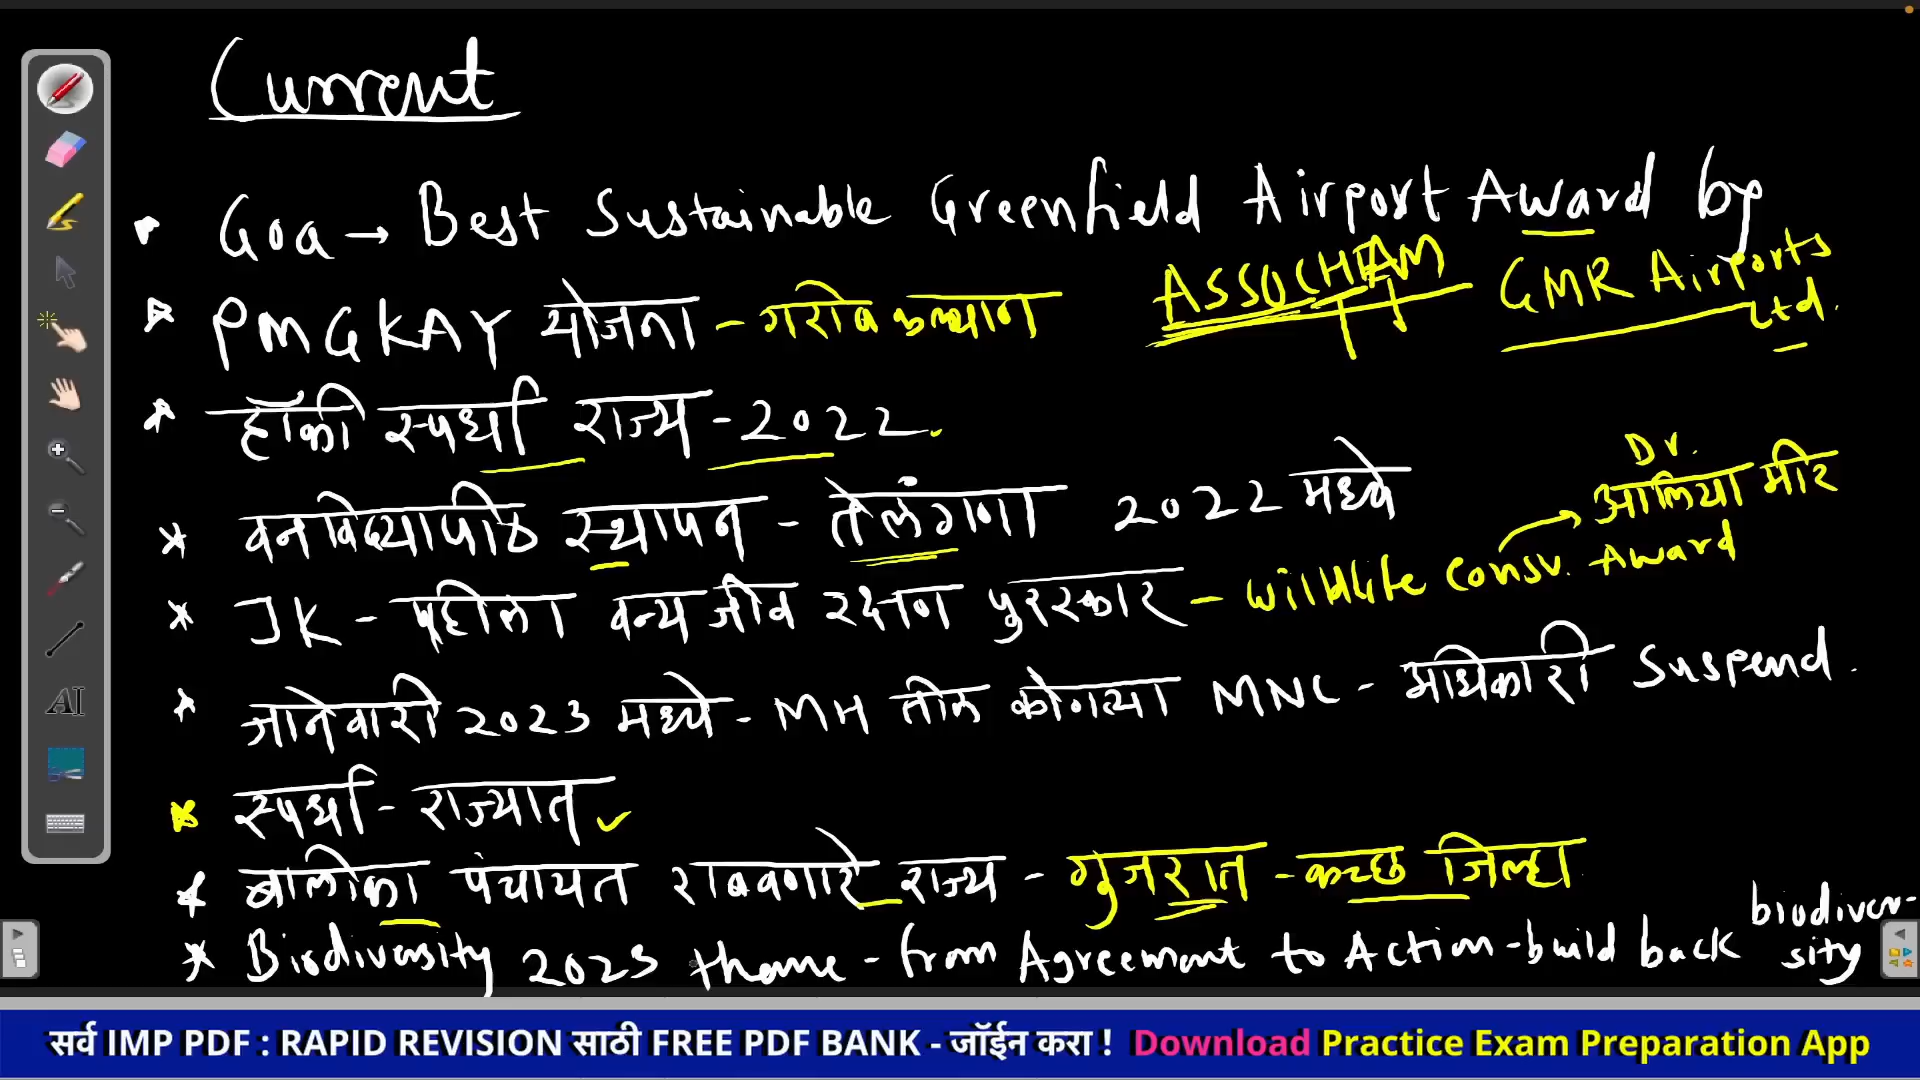 Current
Goa → Best Sustainable Greenfield Airport Award by
ASSOCHAM GMR Airports Ltd.
PMGKAY योजना - गरीब कल्याण
हॉकी स्पर्धा राज्य - 2022
वनविद्यापीठ स्थापन - तेलंगणा 2022 मध्ये
JK - पहीला वन्यजीव रक्षण पुरस्कार - Wildlife Consv. Award → Dr. आलिया मीर
जानेवारी 2023 मध्ये - MH तील कोणत्या MNC - अधिकारी Suspend.
स्पर्धा - राज्यात ✓
बालीका पंचायत राबवणारे राज्य - गुजरात - कच्छ जिल्हा
Biodiversity 2023 theme - from Agreement to Action - build back biodiver-sity
सर्व IMP PDF : RAPID REVISION साठी FREE PDF BANK - जॉईन करा ! Download Practice Exam Preparation App